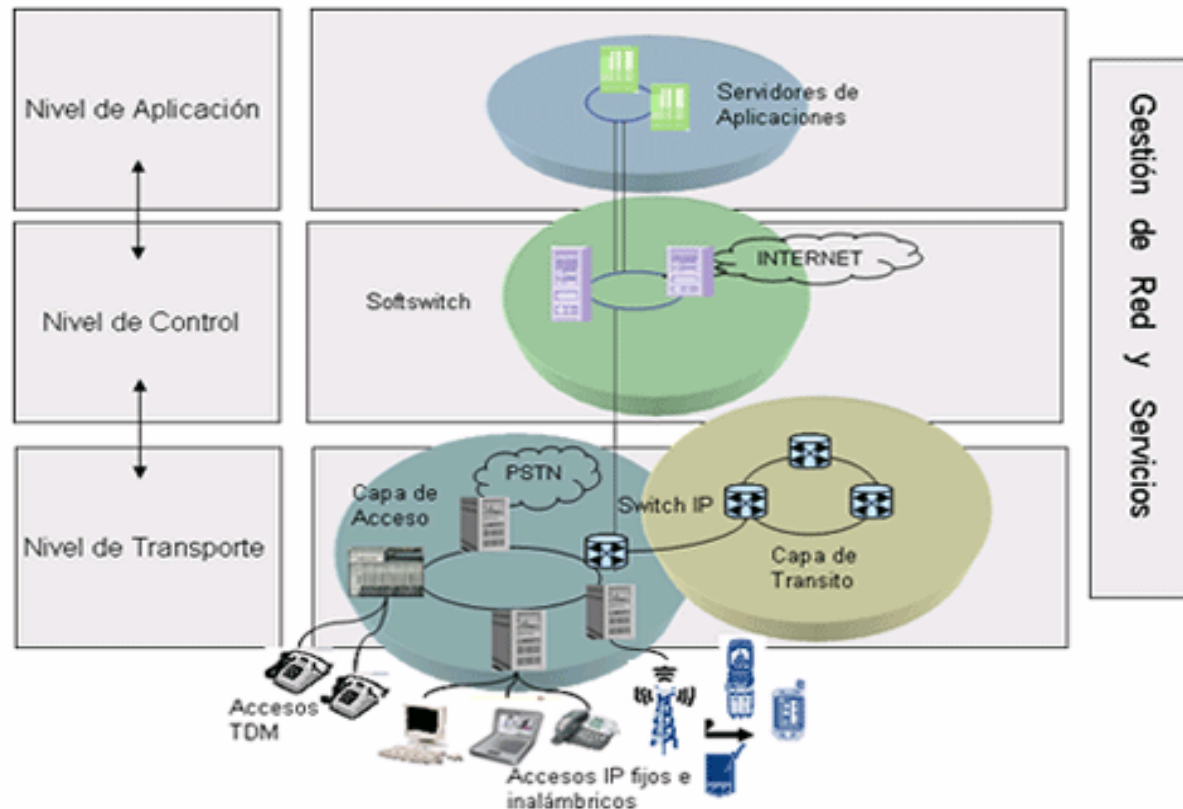 Nivel de Aplicación
Servidores de
Aplicaciones
Gestión de Red y Servicios
Nivel de Control
Softswitch
INTERNET
Nivel de Transporte
Capa de
Acceso
PSTN
Switch IP
Capa de
Transito
Accesos
TDM
Accesos IP fijos e
inalámbricos